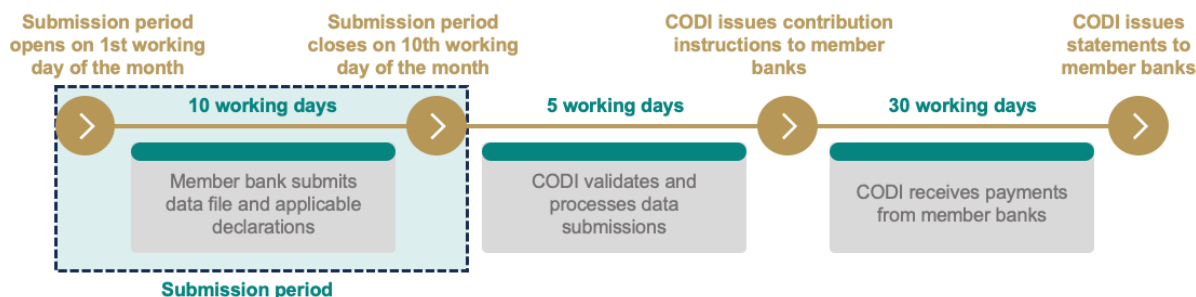 Submission period
opens on 1st working
day of the month
Submission period
closes on 10th working
day of the month
CODI issues contribution
instructions to member
banks
CODI issues
statements to
member banks
10 working days
5 working days
30 working days
Member bank submits
data file and applicable
declarations
CODI validates and
processes data
submissions
CODI receives payments
from member banks
Submission period